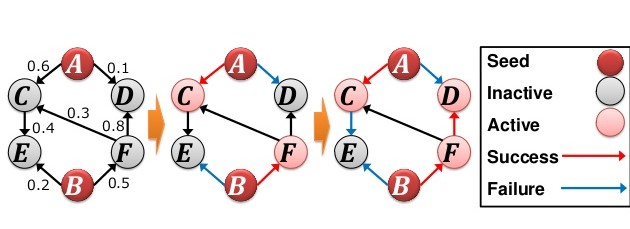 A
0.6
0.1
C
D
0.3
0.4
0.8
E
F
0.2
0.5
B
A
C
D
E
F
B
A
C
D
E
F
B
Seed
Inactive
Active
Success
Failure